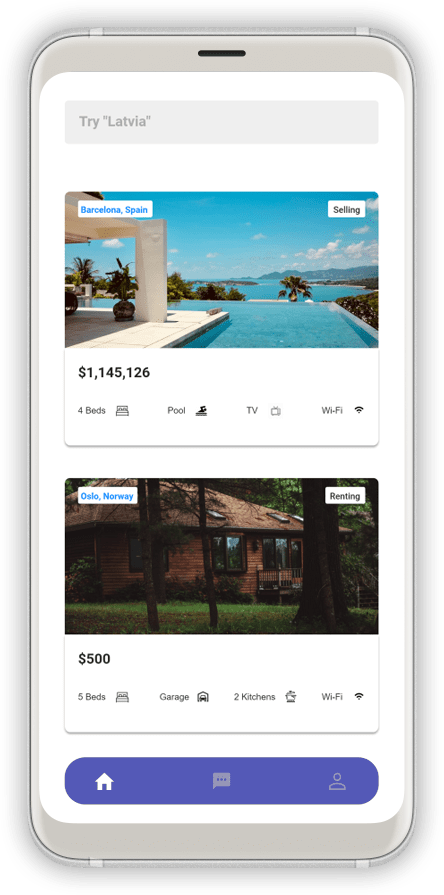 Try "Latvia"
Barcelona, Spain
Selling
$1,145,126
4 Beds Pool TV Wi-Fi
Oslo, Norway
Renting
$500
5 Beds Garage 2 Kitchens Wi-Fi